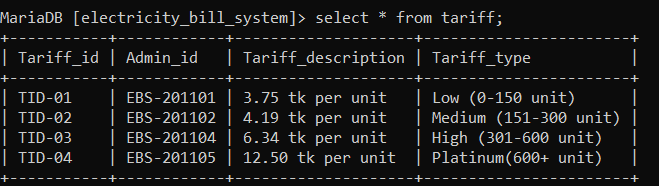 MariaDB [electricity_bill_system]> select * from tariff;
+------------+------------+--------------------+-----------------------+
| Tariff_id | Admin_id | Tariff_description | Tariff_type |
+------------+------------+--------------------+-----------------------+
| TID-01 | EBS-201101 | 3.75 tk per unit | Low (0-150 unit) |
| TID-02 | EBS-201102 | 4.19 tk per unit | Medium (151-300 unit) |
| TID-03 | EBS-201104 | 6.34 tk per unit | High (301-600 unit) |
| TID-04 | EBS-201105 | 12.50 tk per unit | Platinum(600+ unit) |
+------------+------------+--------------------+-----------------------+